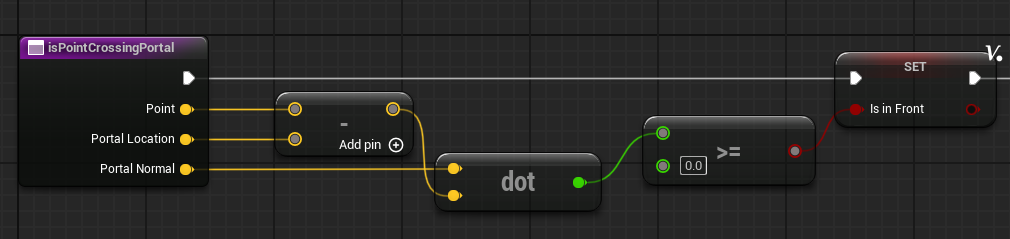 isPointCrossingPortal
Point
Portal Location
Portal Normal
-
Add pin
dot
0.0
>=
SET
Is in Front
V.